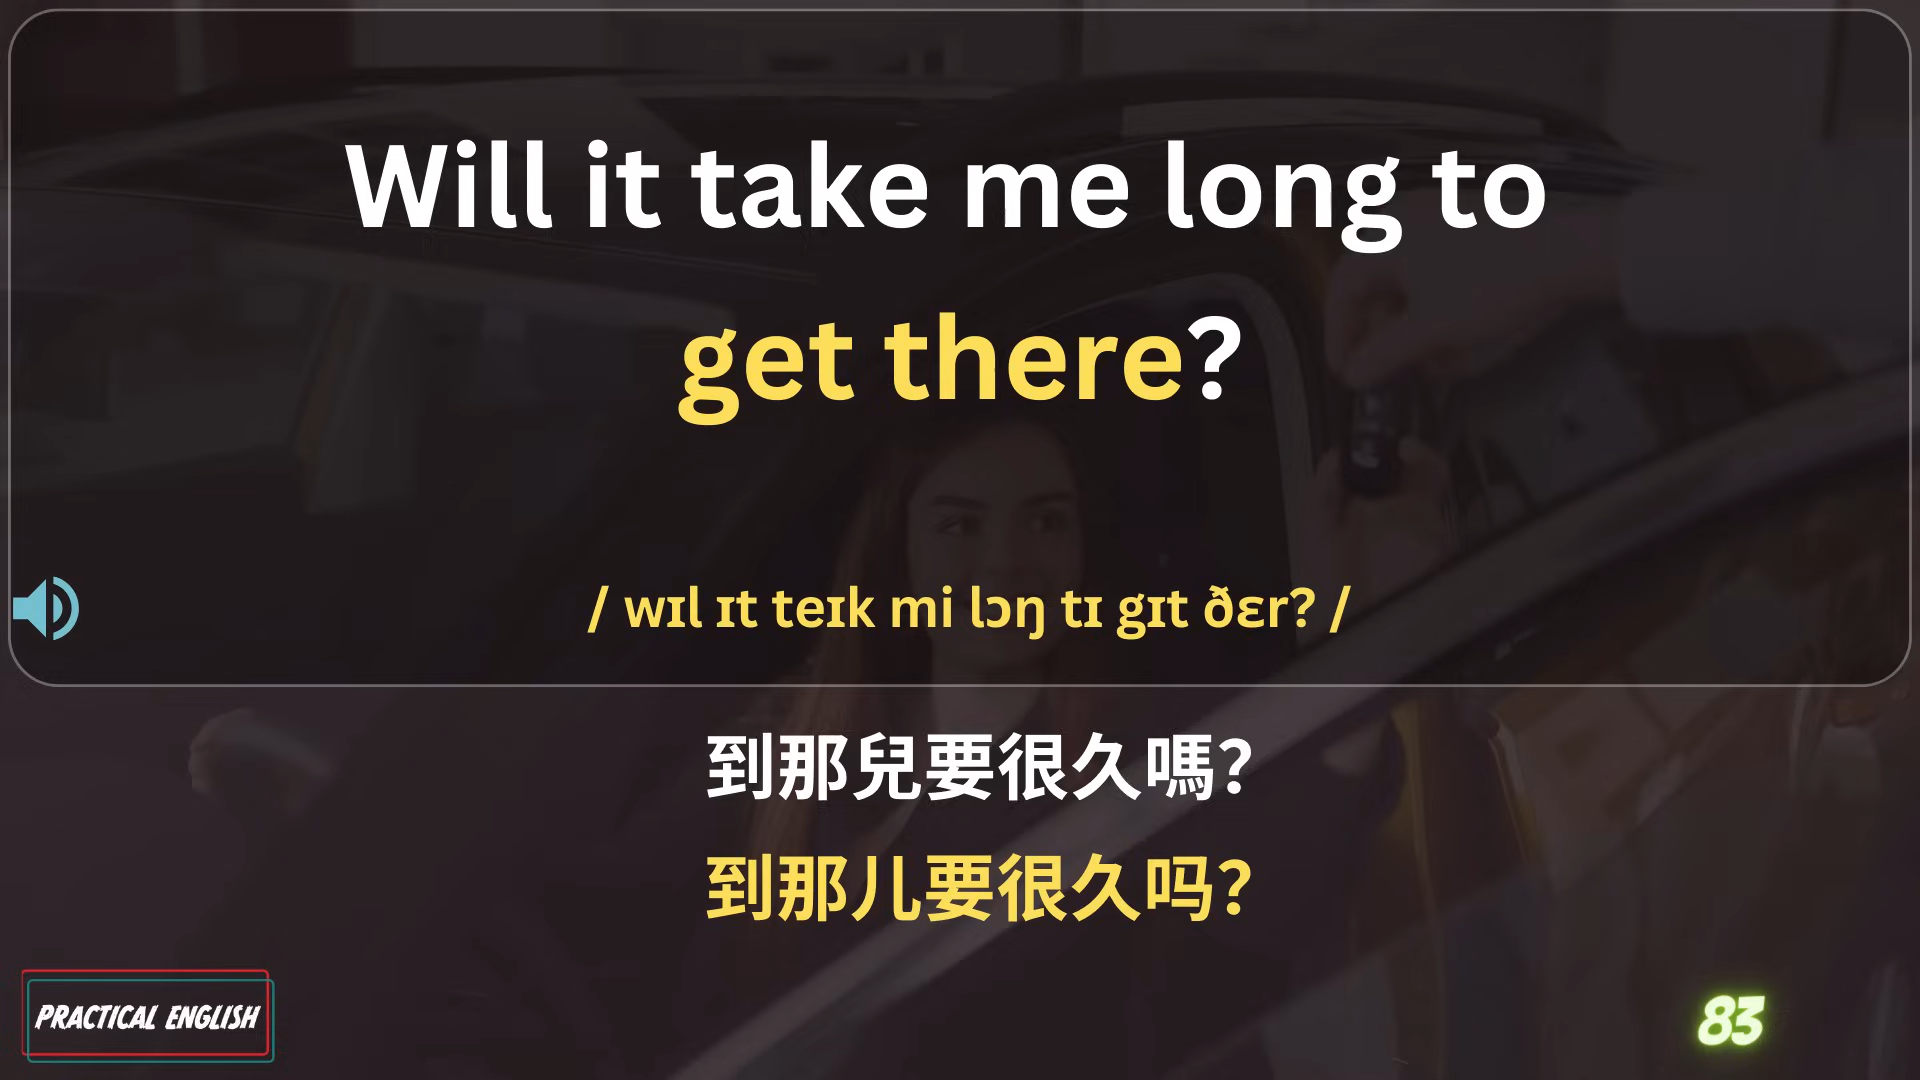 Will it take me long to
get there?
/ wɪl ɪt teɪk mi lɔŋ tɪ gɪt ðɛr? /
到那兒要很久嗎?
到那儿要很久吗?
PRACTICAL ENGLISH
83